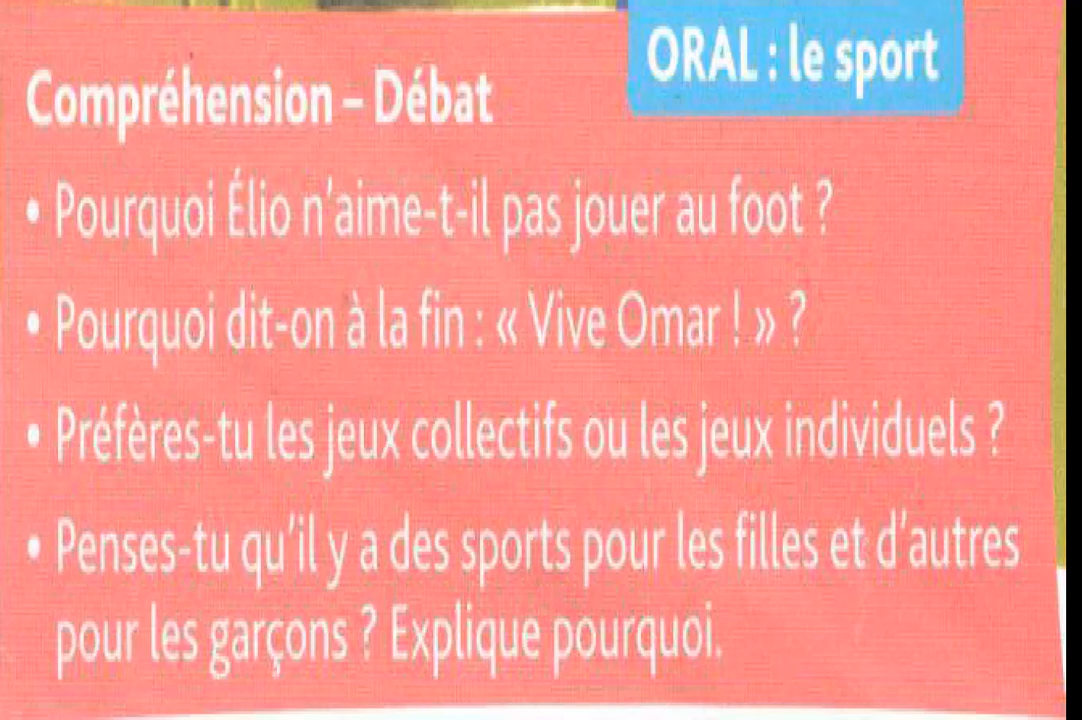 ORAL : le sport
Compréhension – Débat
• Pourquoi Élio n'aime-t-il pas jouer au foot ?
• Pourquoi dit-on à la fin : « Vive Omar ! » ?
• Préfères-tu les jeux collectifs ou les jeux individuels ?
• Penses-tu qu'il y a des sports pour les filles et d'autres
pour les garçons ? Explique pourquoi.